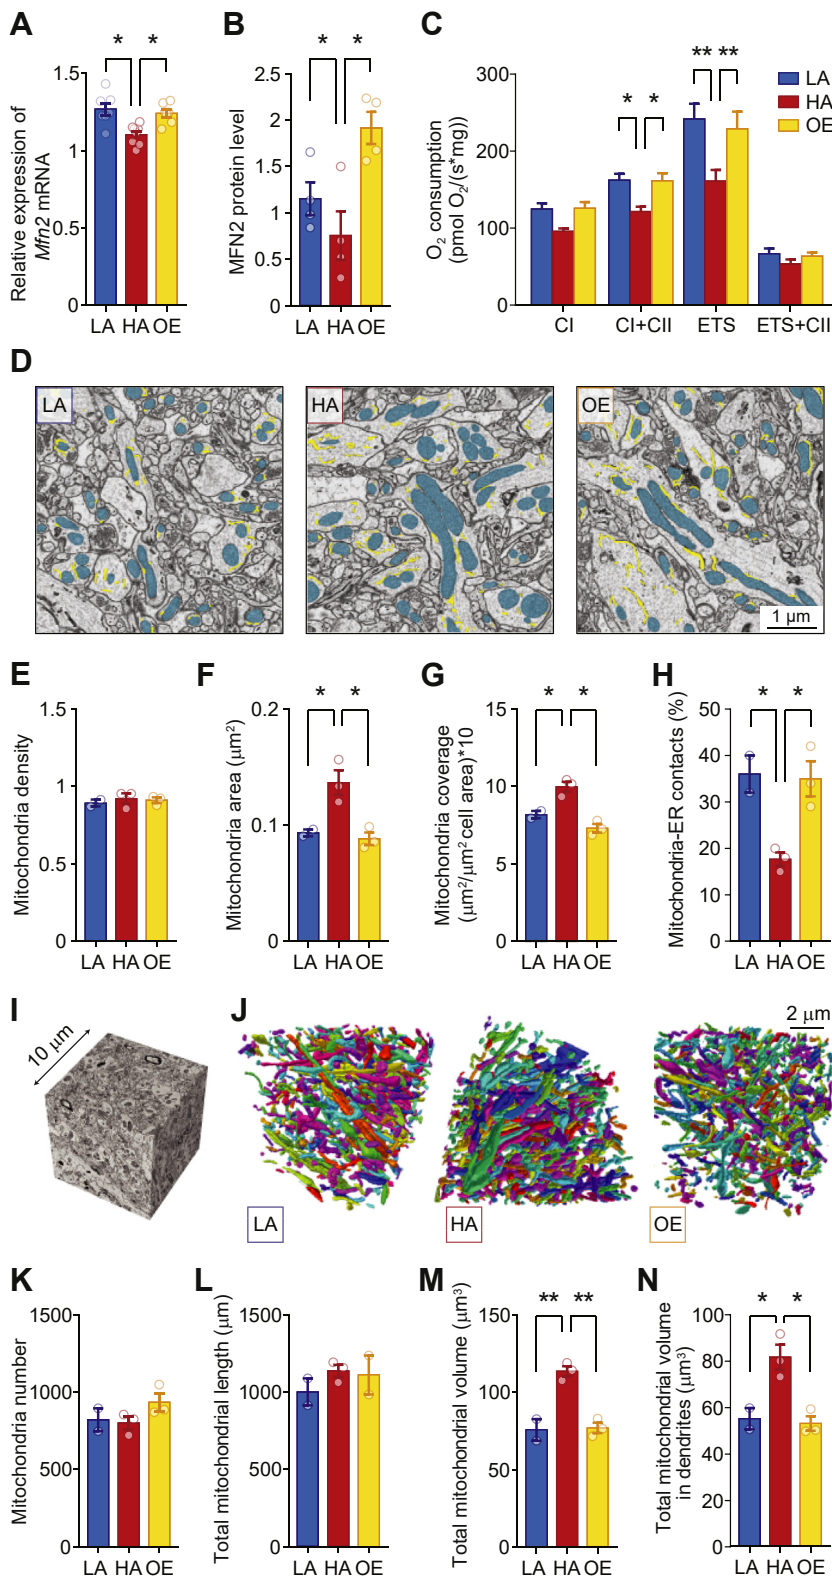 A
* *
Relative expression of
Mfn2 mRNA
1.5
1
0.5
0
LA HA OE
B
* *
MFN2 protein level
2.5
2
1.5
1
0.5
0
LA HA OE
C
O2 consumption
(pmol O2/(s*mg))
300
200
100
0
* *
** **
CI CI+CII ETS ETS+CII
LA
HA
OE
D
LA
HA
OE
1 µm
E
Mitochondria density
1.5
1
0.5
0
LA HA OE
F
* *
Mitochondria area (µm²)
0.2
0.1
0
LA HA OE
G
* *
Mitochondria coverage
(µm²/µm² cell area)*10
15
10
5
0
LA HA OE
H
* *
Mitochondria-ER contacts (%)
50
40
30
20
10
0
LA HA OE
I
10 µm
J
2 µm
LA
HA
OE
K
Mitochondria number
1500
1000
500
0
LA HA OE
L
Total mitochondrial length (µm)
1500
1000
500
0
LA HA OE
M
** **
Total mitochondrial volume (µm³)
150
100
50
0
LA HA OE
N
* *
Total mitochondrial volume
in dendrites (µm³)
100
80
60
40
20
0
LA HA OE